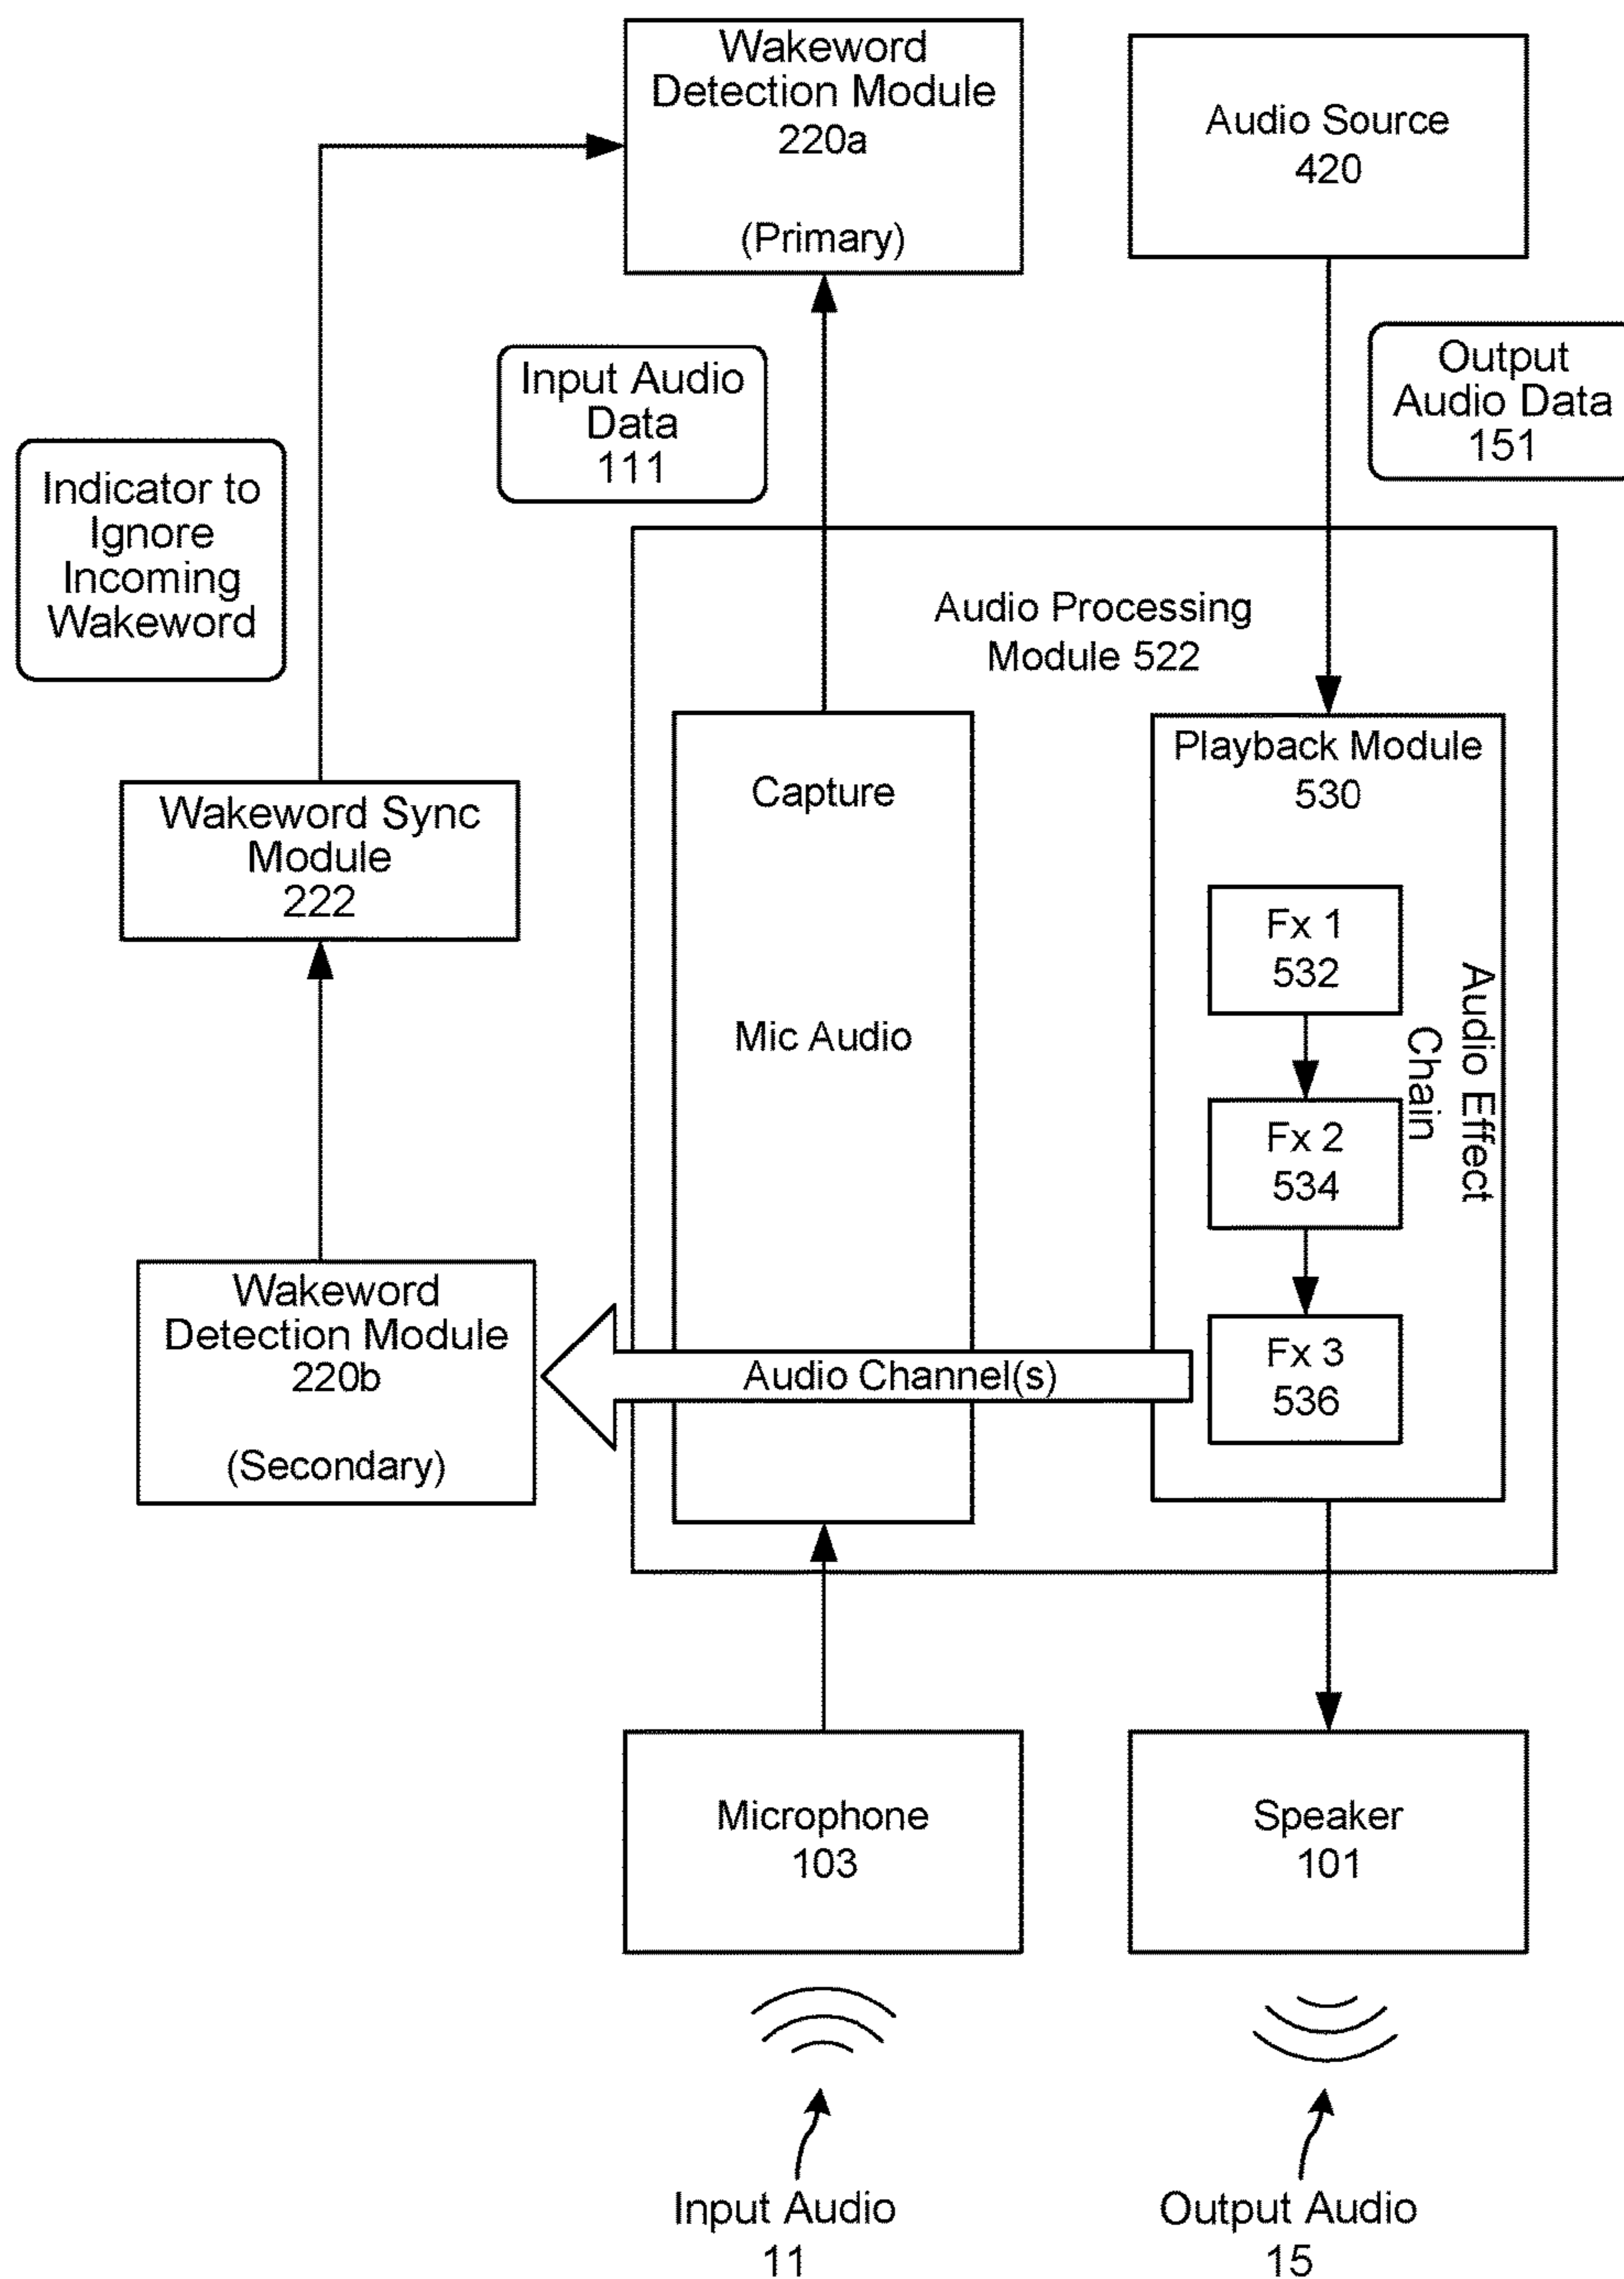 Wakeword
Detection Module
220a
(Primary)
Audio Source
420
Input Audio
Data
111
Output
Audio Data
151
Indicator to
Ignore
Incoming
Wakeword
Audio Processing
Module 522
Capture
Mic Audio
Playback Module
530
Wakeword Sync
Module
222
Fx 1
532
Audio Effect
Chain
Fx 2
534
Fx 3
536
Wakeword
Detection Module
220b
(Secondary)
Audio Channel(s)
Microphone
103
Speaker
101
Input Audio
11
Output Audio
15